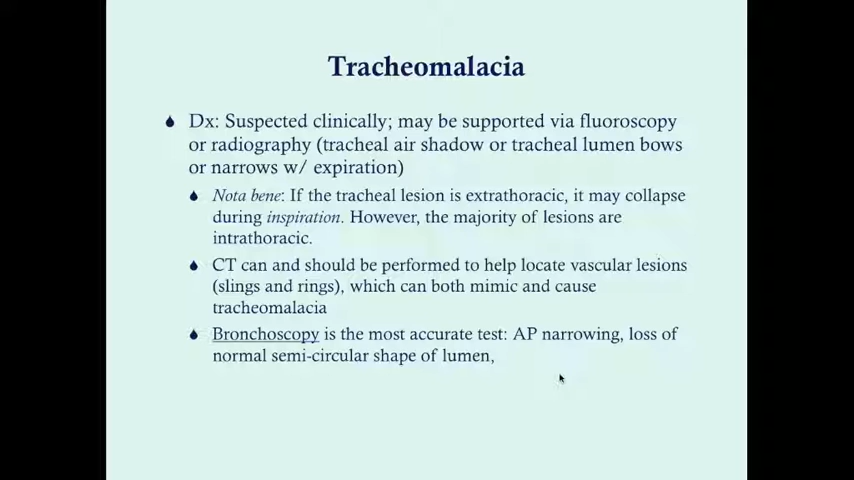 Tracheomalacia
Dx: Suspected clinically; may be supported via fluoroscopy
or radiography (tracheal air shadow or tracheal lumen bows
or narrows w/ expiration)
Nota bene: If the tracheal lesion is extrathoracic, it may collapse
during inspiration. However, the majority of lesions are
intrathoracic.
CT can and should be performed to help locate vascular lesions
(slings and rings), which can both mimic and cause
tracheomalacia
Bronchoscopy is the most accurate test: AP narrowing, loss of
normal semi-circular shape of lumen,